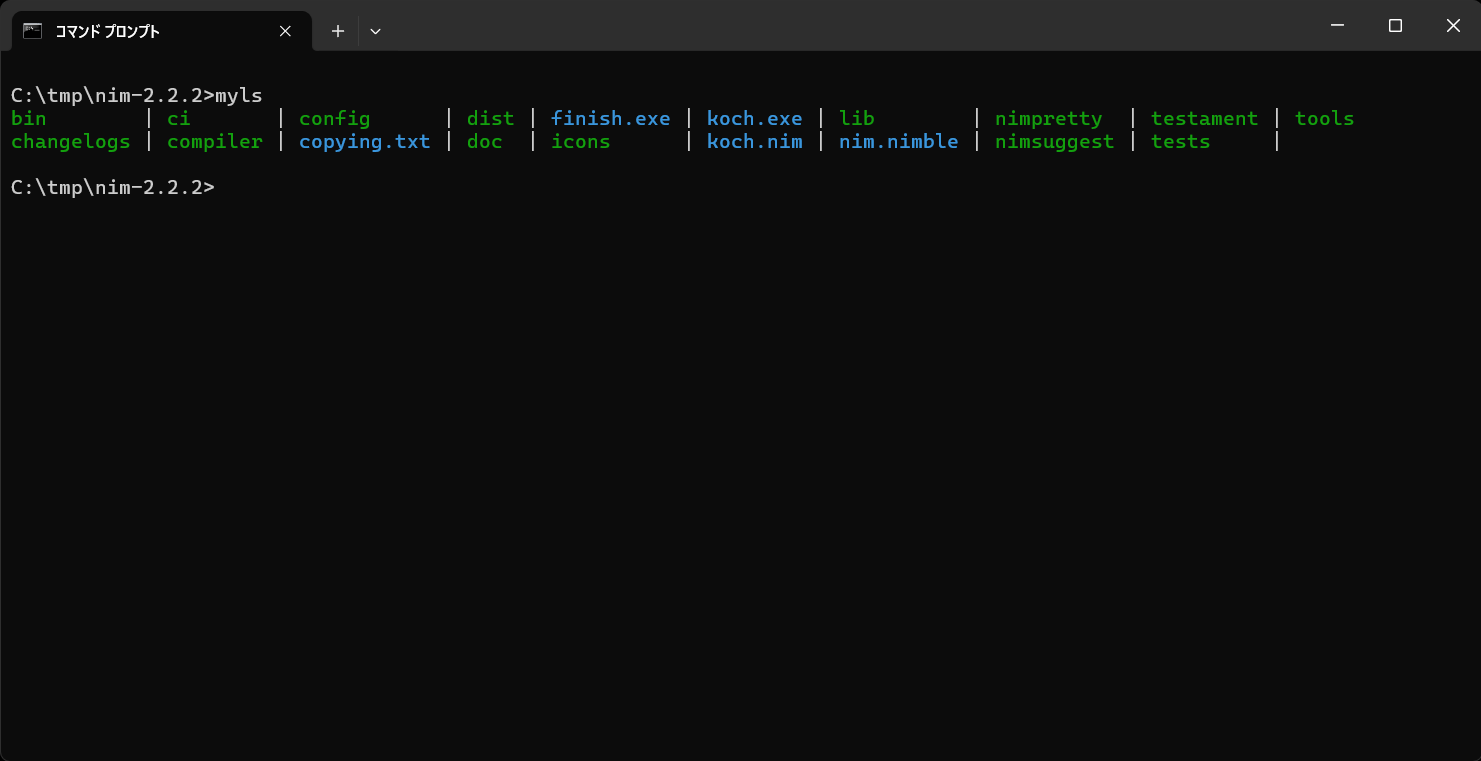 コマンド プロンプト
C:\tmp\nim-2.2.2>myls
bin        | ci       | config      | dist | finish.exe | koch.exe | lib        | nimpretty  | testament | tools
changelogs | compiler | copying.txt | doc  | icons      | koch.nim | nim.nimble | nimsuggest | tests     |
C:\tmp\nim-2.2.2>